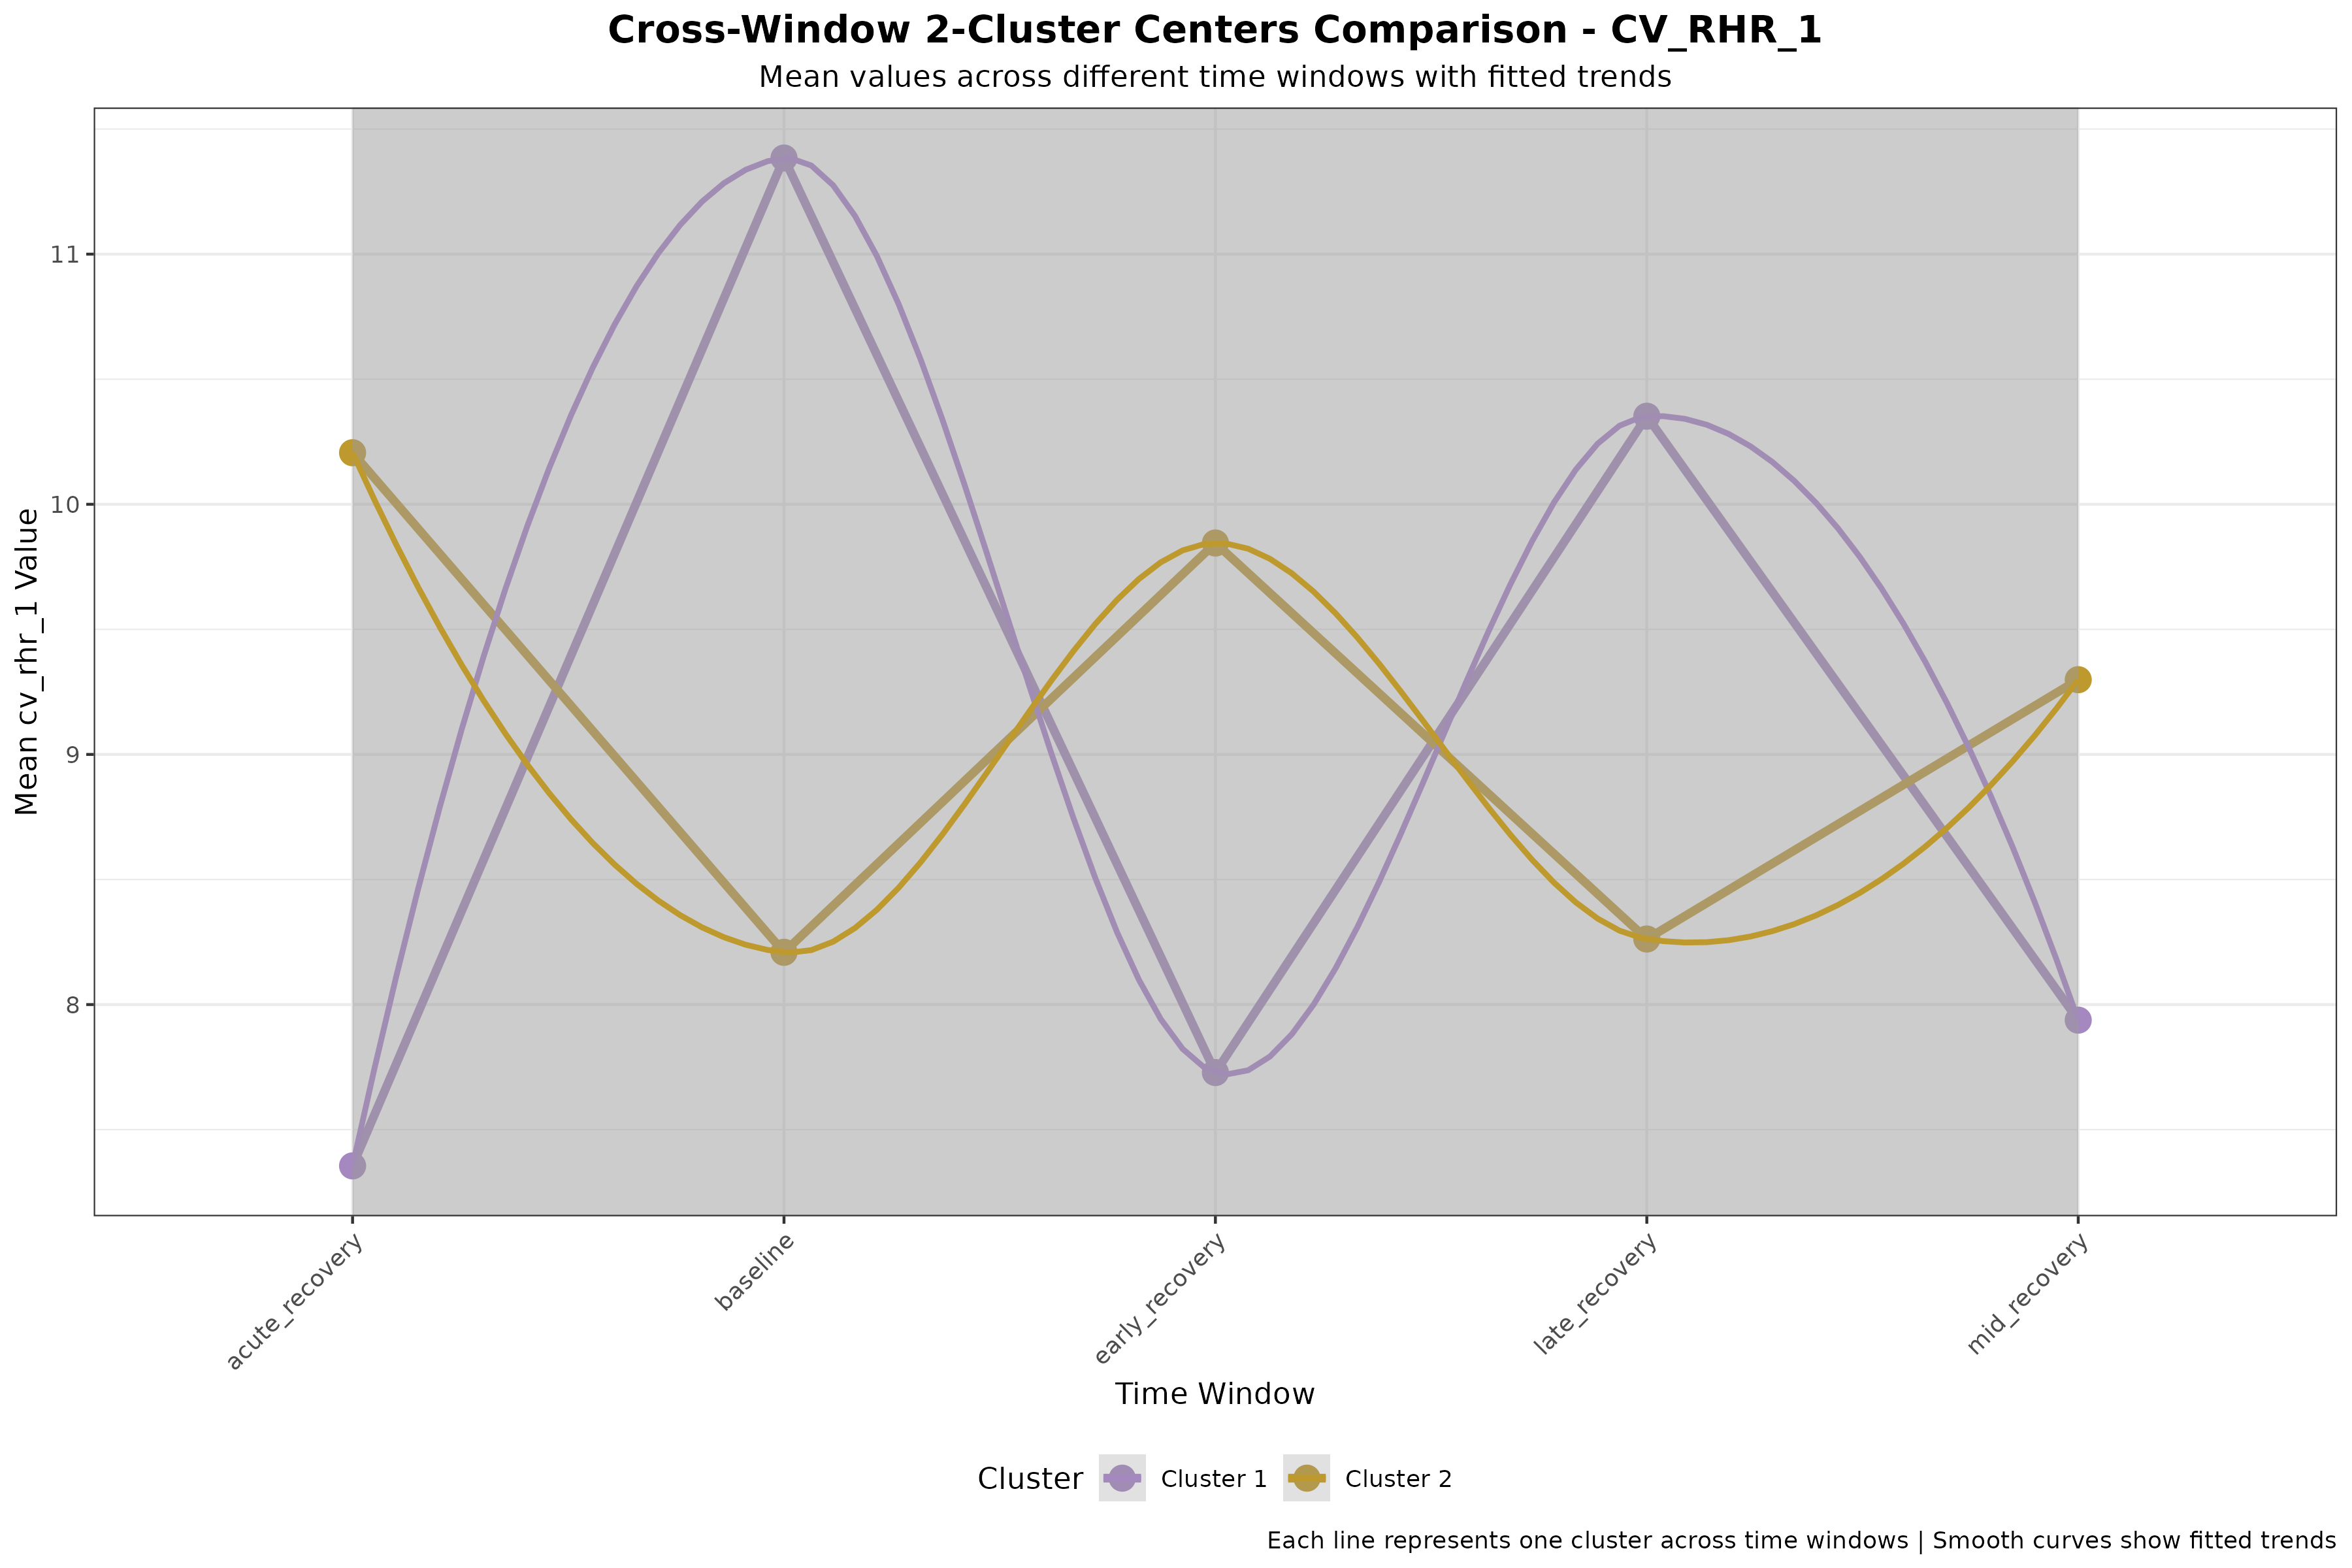 Cross-Window 2-Cluster Centers Comparison - CV_RHR_1
Mean values across different time windows with fitted trends
Mean cv_rhr_1 Value
11
10
9
8
acute_recovery
baseline
early_recovery
late_recovery
mid_recovery
Time Window
Cluster
Cluster 1
Cluster 2
Each line represents one cluster across time windows | Smooth curves show fitted trends